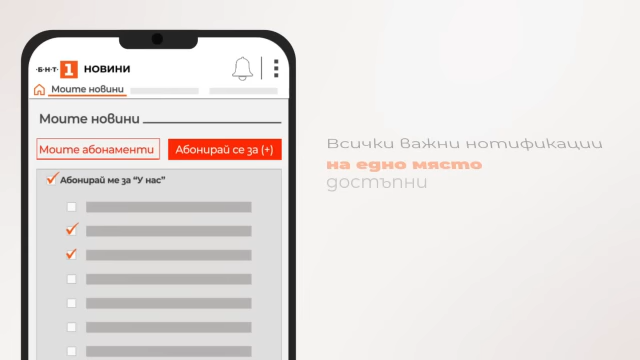 ·Б·Н·Т· 1 НОВИНИ
Моите новини
Моите новини
Моите абонаменти
Абонирай се за (+)
Абонирай ме за "У нас"
Всички важни нотификации
на едно място
достъпни